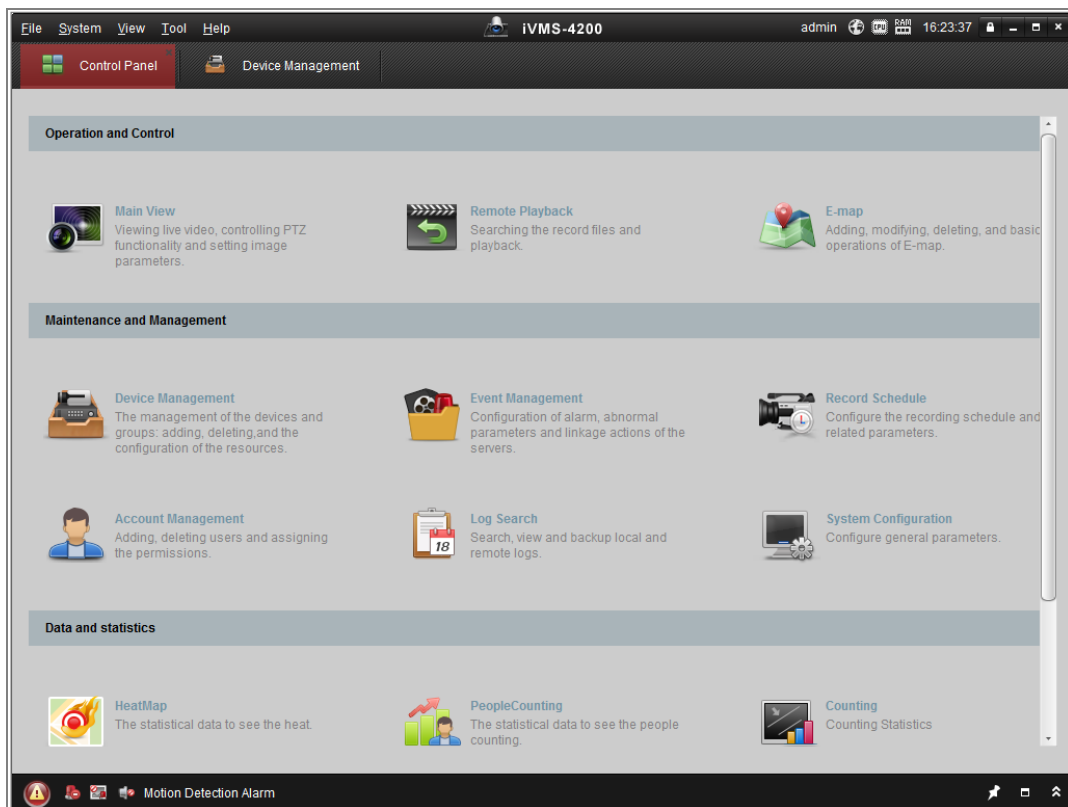 File System View Tool Help iVMS-4200 admin CPU RAM 16:23:37
Control Panel Device Management
Operation and Control
Main View
Viewing live video, controlling PTZ
functionality and setting image
parameters.
Remote Playback
Searching the record files and
playback.
E-map
Adding, modifying, deleting, and basic
operations of E-map.
Maintenance and Management
Device Management
The management of the devices and
groups: adding, deleting,and the
configuration of the resources.
Event Management
Configuration of alarm, abnormal
parameters and linkage actions of the
servers.
Record Schedule
Configure the recording schedule and
related parameters.
Account Management
Adding, deleting users and assigning
the permissions.
18
Log Search
Search, view and backup local and
remote logs.
System Configuration
Configure general parameters.
Data and statistics
HeatMap
The statistical data to see the heat.
PeopleCounting
The statistical data to see the people
counting.
Counting
Counting Statistics
Motion Detection Alarm